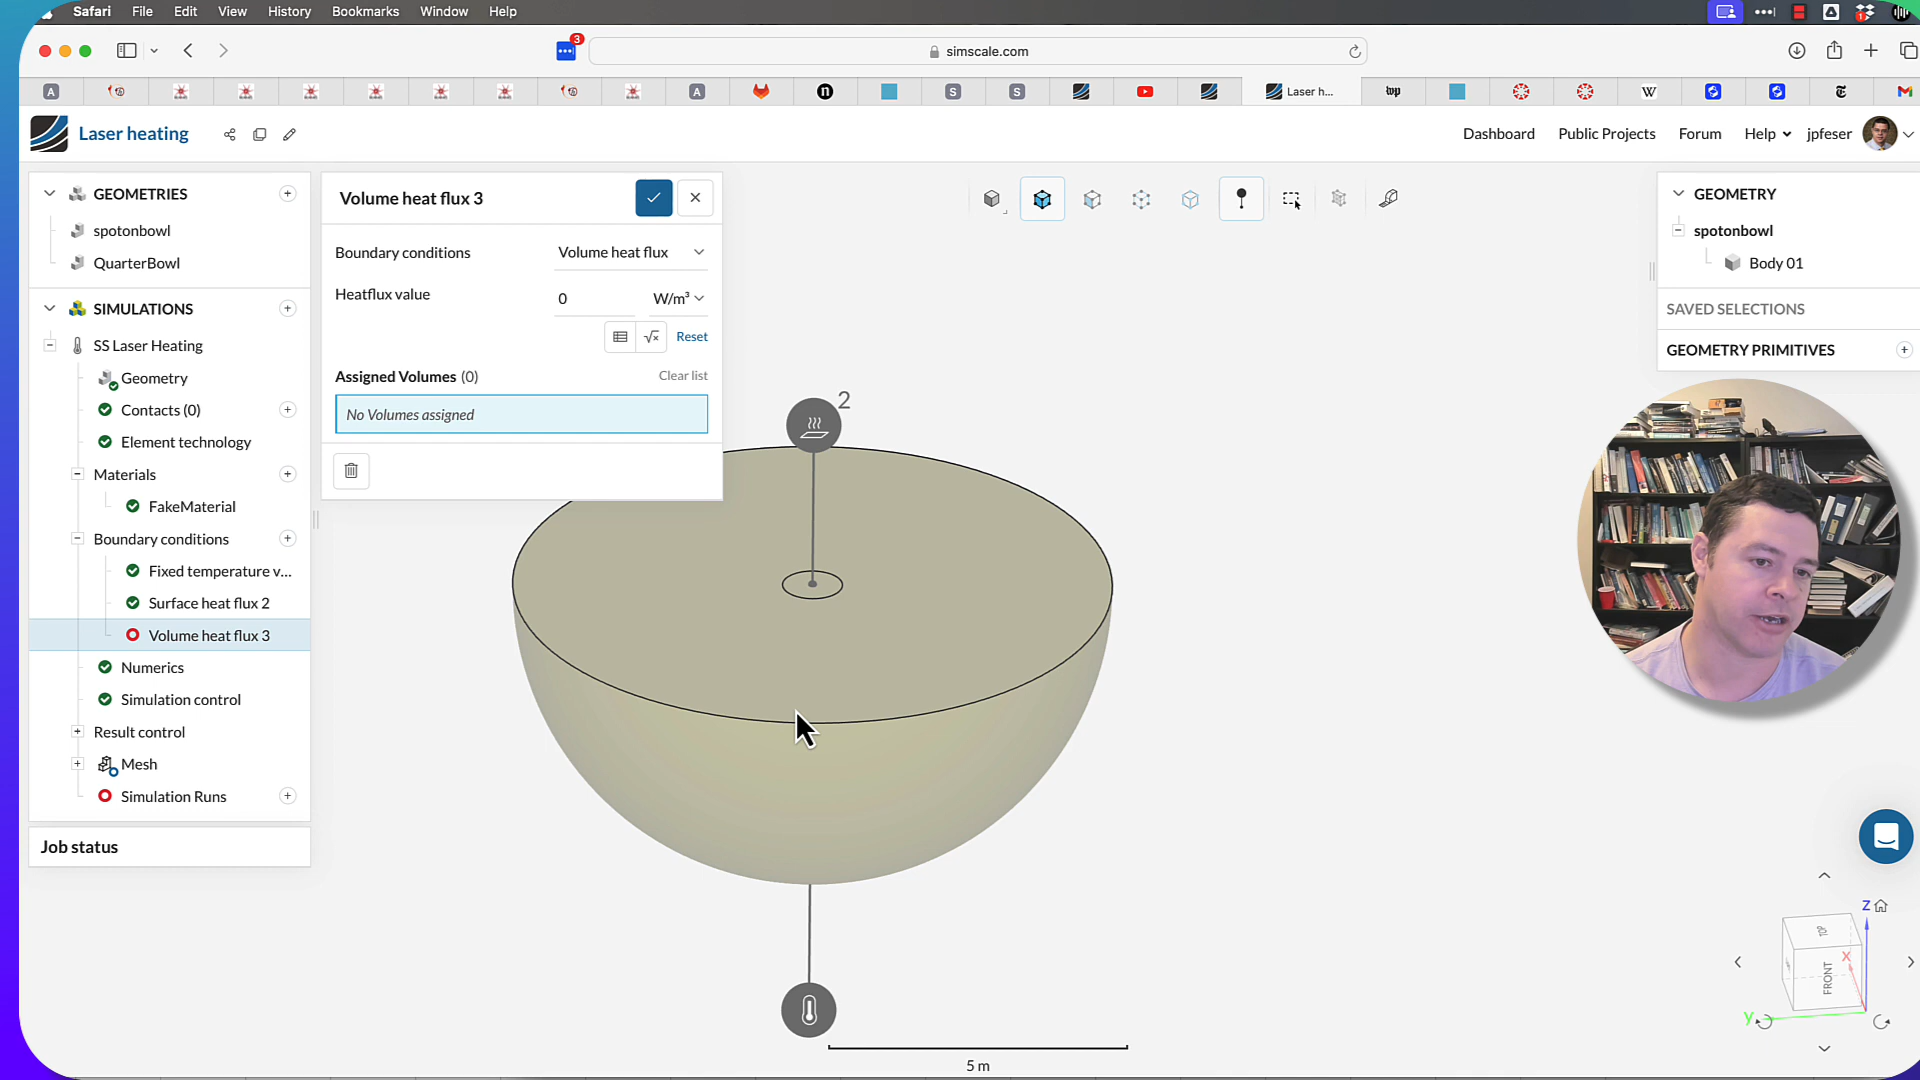 Safari File Edit View History Bookmarks Window Help
3
simscale.com
Laser h...
Laser heating
Dashboard Public Projects Forum Help jpfeser
GEOMETRIES
spotonbowl
QuarterBowl
SIMULATIONS
SS Laser Heating
Geometry
Contacts (0)
Element technology
Materials
FakeMaterial
Boundary conditions
Fixed temperature v...
Surface heat flux 2
Volume heat flux 3
Numerics
Simulation control
Result control
Mesh
Simulation Runs
Job status
Volume heat flux 3
Boundary conditions Volume heat flux
Heatflux value 0 W/m³
Reset
Assigned Volumes (0) Clear list
No Volumes assigned
2
GEOMETRY
spotonbowl
Body 01
SAVED SELECTIONS
GEOMETRY PRIMITIVES
5 m
Z
TOP
X
FRONT
Y